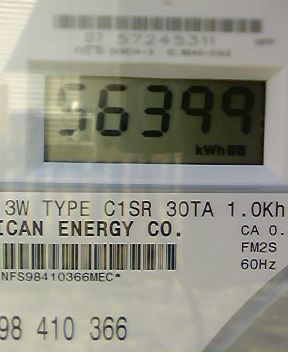 07 57245311
56399
kWh
3W TYPE C1SR 30TA 1.0Kh
ICAN ENERGY CO.
CA 0.
FM2S
60Hz
NFS98410366MEC*
98 410 366